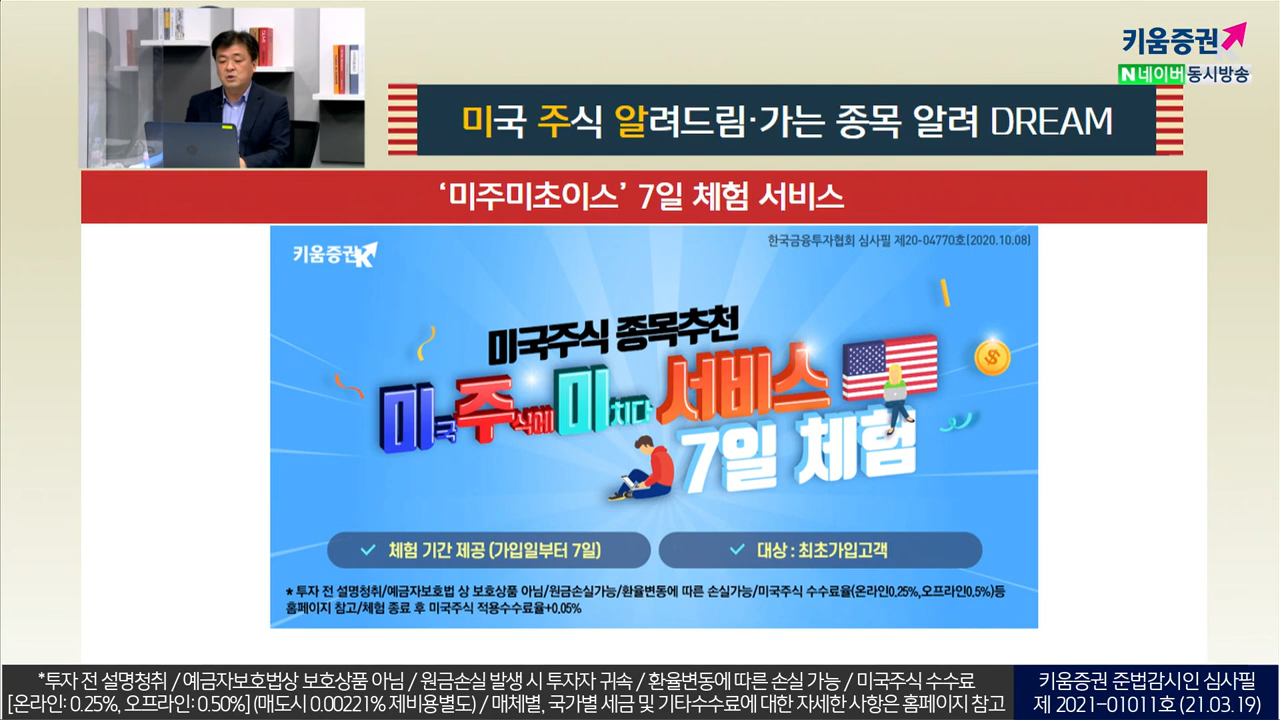 키움증권
N 네이버 동시방송
미국 주식 알려드림·가는 종목 알려 DREAM
‘미주미초이스’ 7일 체험 서비스
키움증권K
한국금융투자협회 심사필 제20-04770호(2020.10.08)
미국주식 종목추천
미국주식에미치다 서비스
7일 체험
체험 기간 제공 (가입일부터 7일)
대상 : 최초가입고객
* 투자 전 설명청취/예금자보호법 상 보호상품 아님/원금손실가능/환율변동에 따른 손실가능/미국주식 수수료율(온라인0.25%,오프라인0.5%)등
홈페이지 참고/체험 종료 후 미국주식 적용수수료율+0.05%
*투자 전 설명청취 / 예금자보호법상 보호상품 아님 / 원금손실 발생 시 투자자 귀속 / 환율변동에 따른 손실 가능 / 미국주식 수수료
[온라인: 0.25%, 오프라인: 0.50%] (매도시 0.00221% 제비용별도) / 매체별, 국가별 세금 및 기타수수료에 대한 자세한 사항은 홈페이지 참고
키움증권 준법감시인 심사필
제 2021-01011호 (21.03.19)